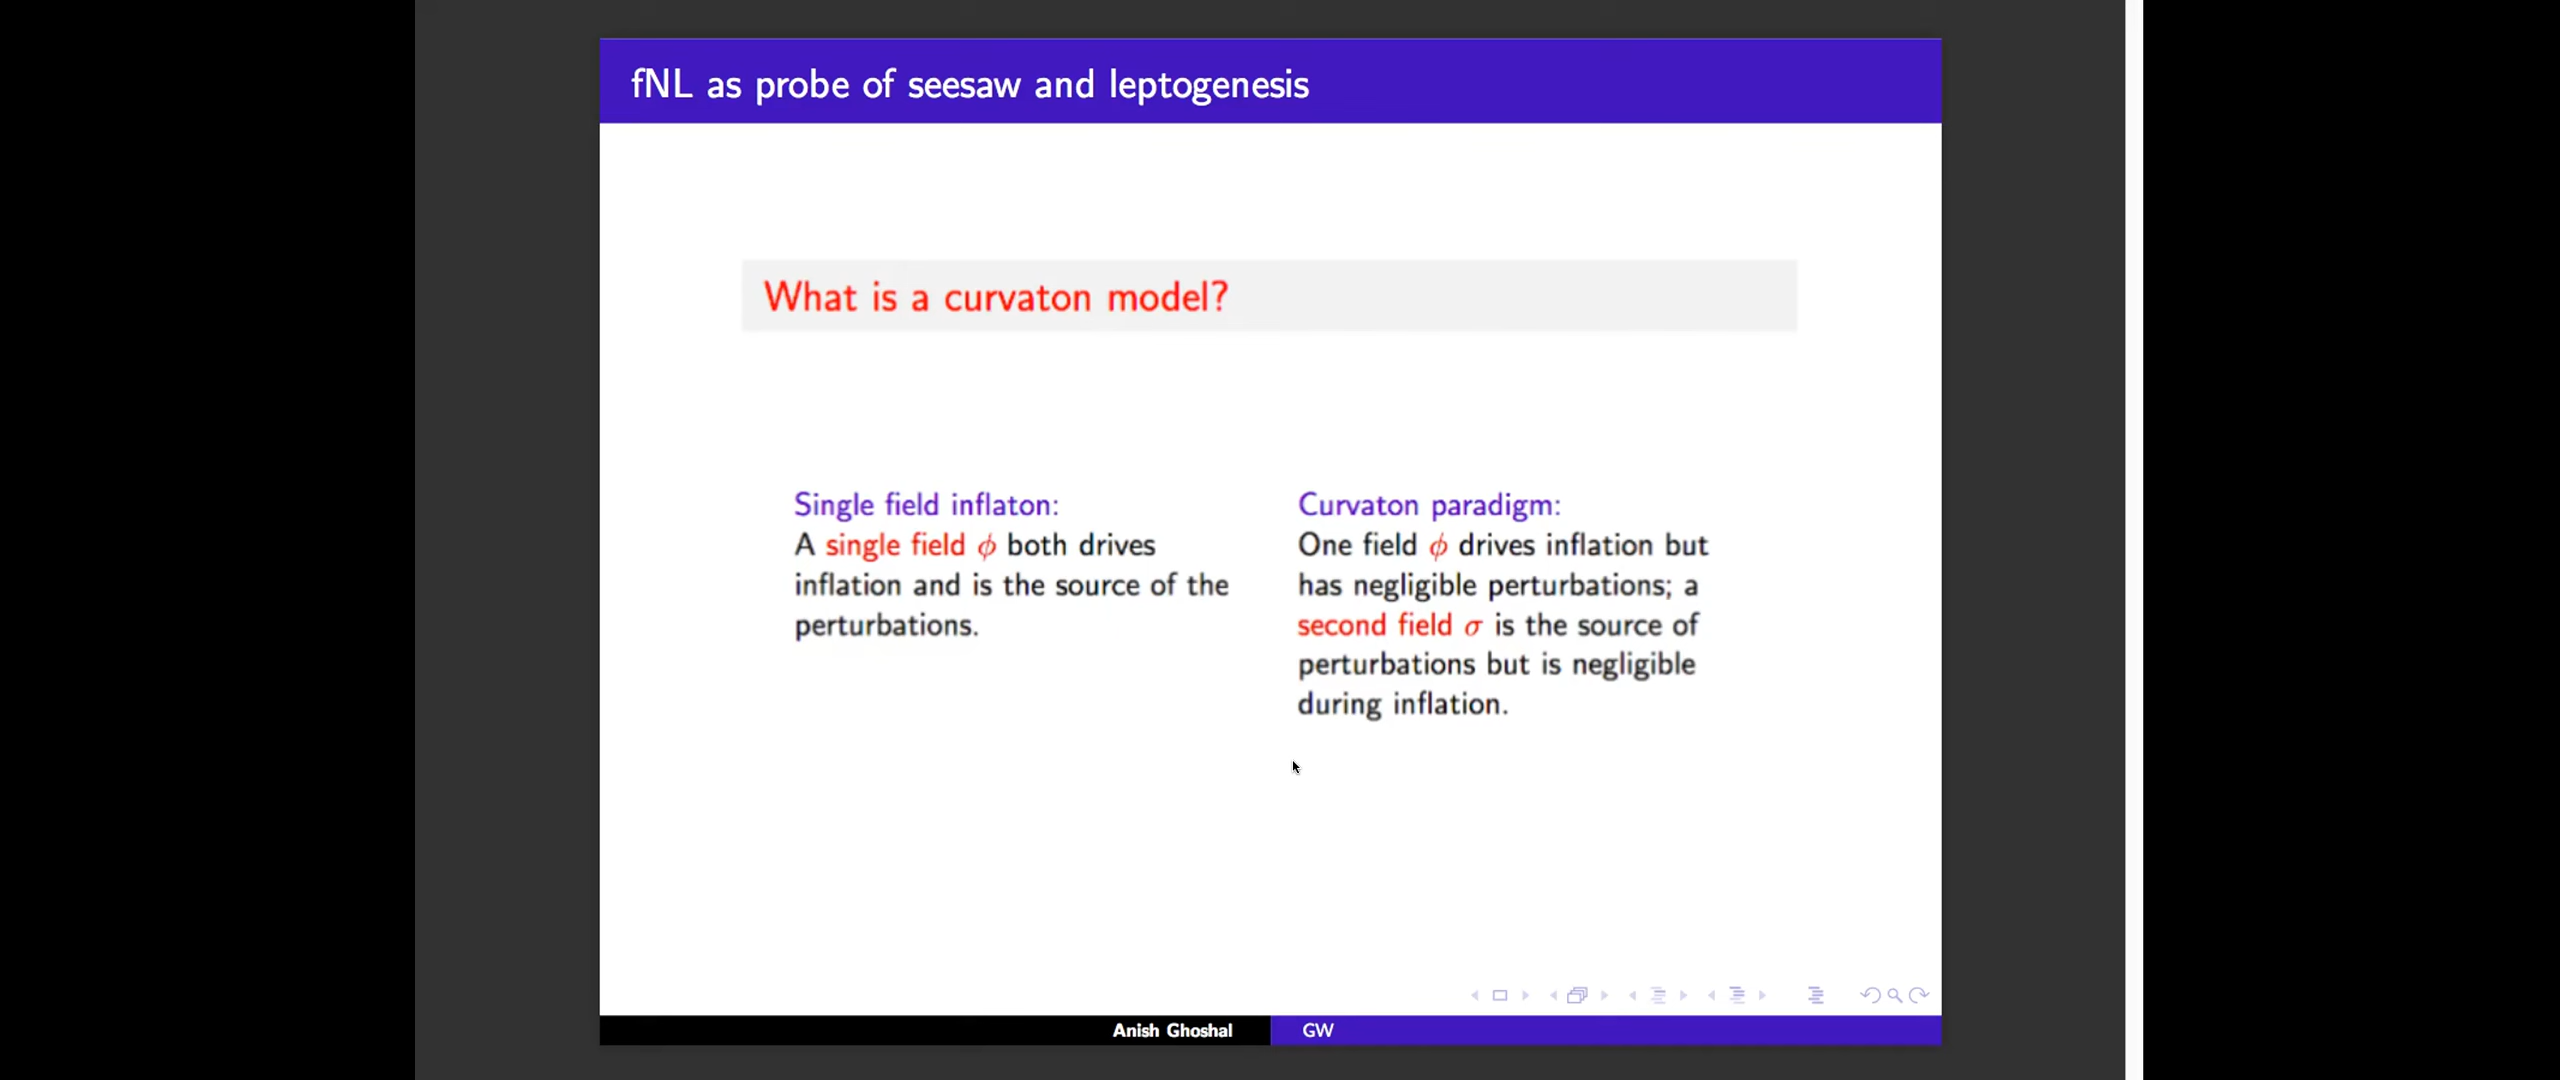 fNL as probe of seesaw and leptogenesis
What is a curvaton model?
Single field inflaton:
A single field ϕ both drives
inflation and is the source of the
perturbations.
Curvaton paradigm:
One field ϕ drives inflation but
has negligible perturbations; a
second field σ is the source of
perturbations but is negligible
during inflation.
Anish Ghoshal
GW